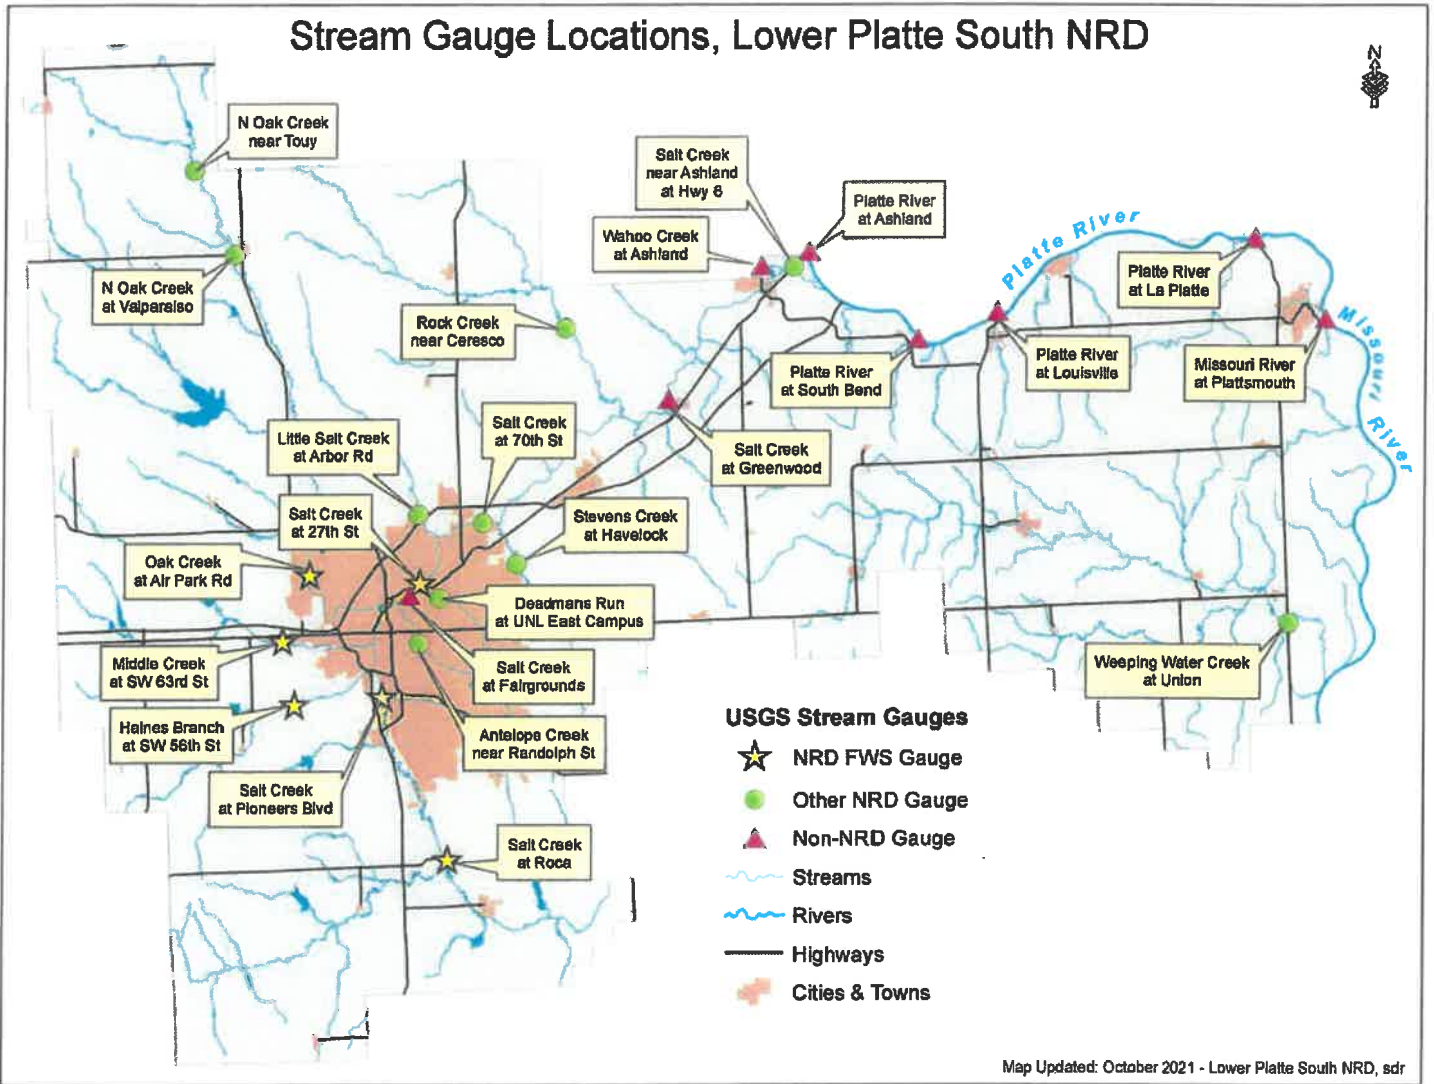 Stream Gauge Locations, Lower Platte South NRD
N
N Oak Creek
near Touy
Salt Creek
near Ashland
at Hwy 6
Platte River
at Ashland
Wahoo Creek
at Ashland
Platte River
Platte River
at La Platte
N Oak Creek
at Valparaiso
Rock Creek
near Ceresco
Platte River
at South Bend
Platte River
at Louisville
Missouri River
at Plattsmouth
Missouri River
Little Salt Creek
at Arbor Rd
Salt Creek
at 70th St
Salt Creek
at Greenwood
Salt Creek
at 27th St
Stevens Creek
at Havelock
Oak Creek
at Air Park Rd
Deadmans Run
at UNL East Campus
Middle Creek
at SW 63rd St
Salt Creek
at Fairgrounds
Weeping Water Creek
at Union
Haines Branch
at SW 56th St
Antelope Creek
near Randolph St
Salt Creek
at Pioneers Blvd
Salt Creek
at Roca
USGS Stream Gauges
NRD FWS Gauge
Other NRD Gauge
Non-NRD Gauge
Streams
Rivers
Highways
Cities & Towns
Map Updated: October 2021 - Lower Platte South NRD, sdr